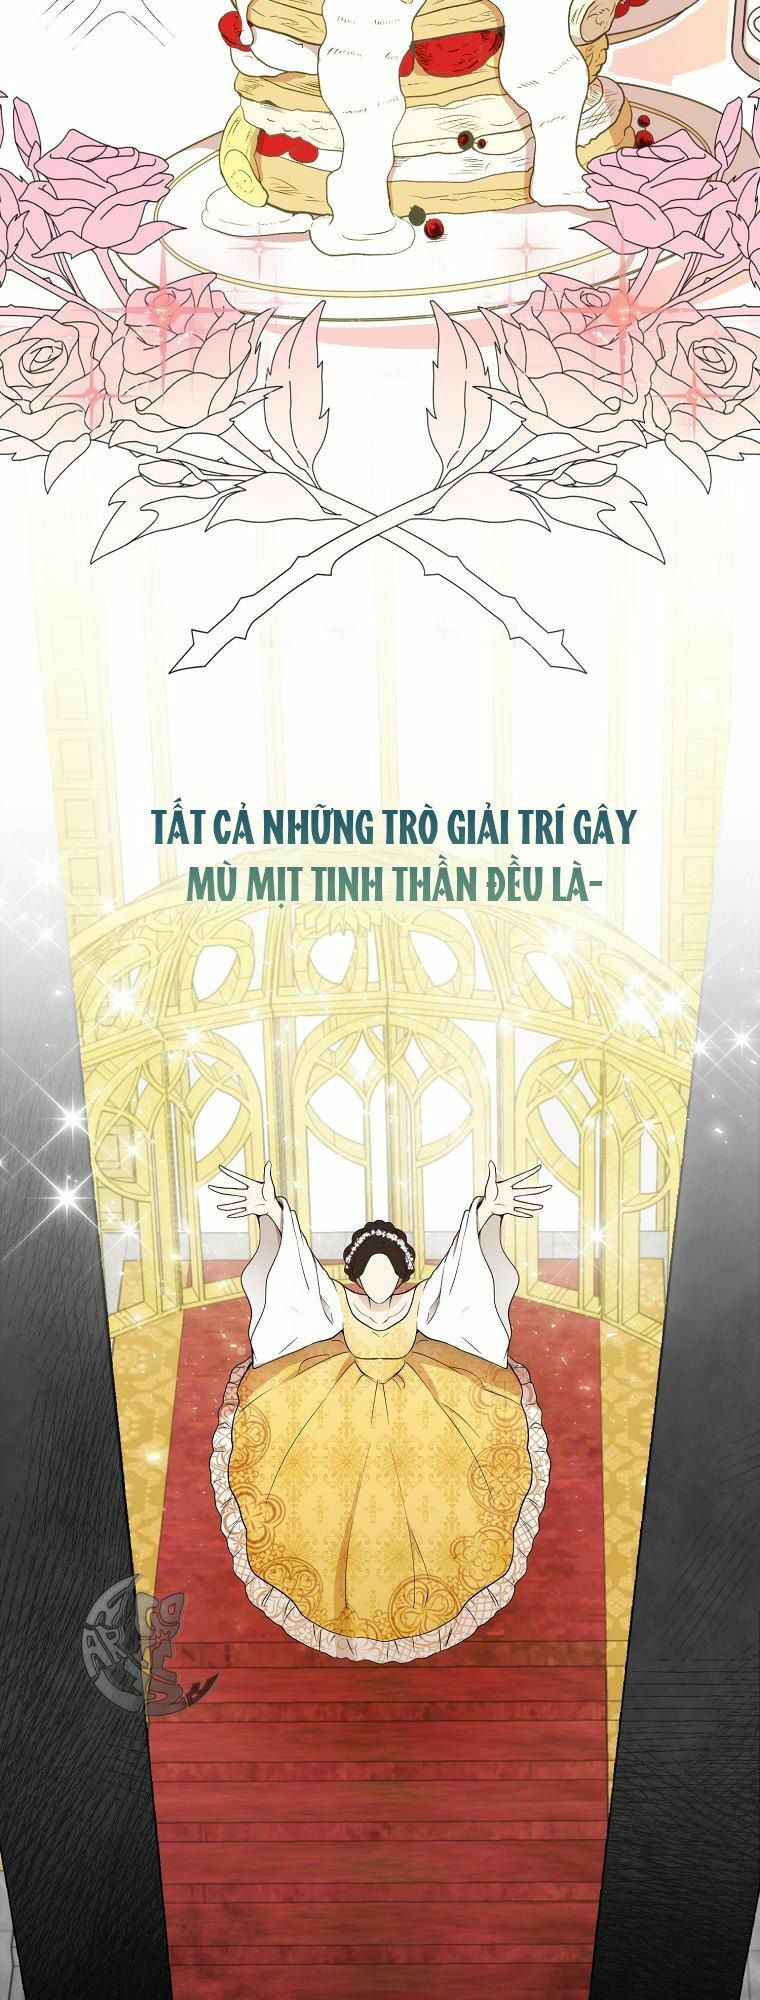 TẤT CẢ NHỮNG TRÒ GIẢI TRÍ GÂY
MÙ MỊT TINH THẦN ĐỀU LÀ-